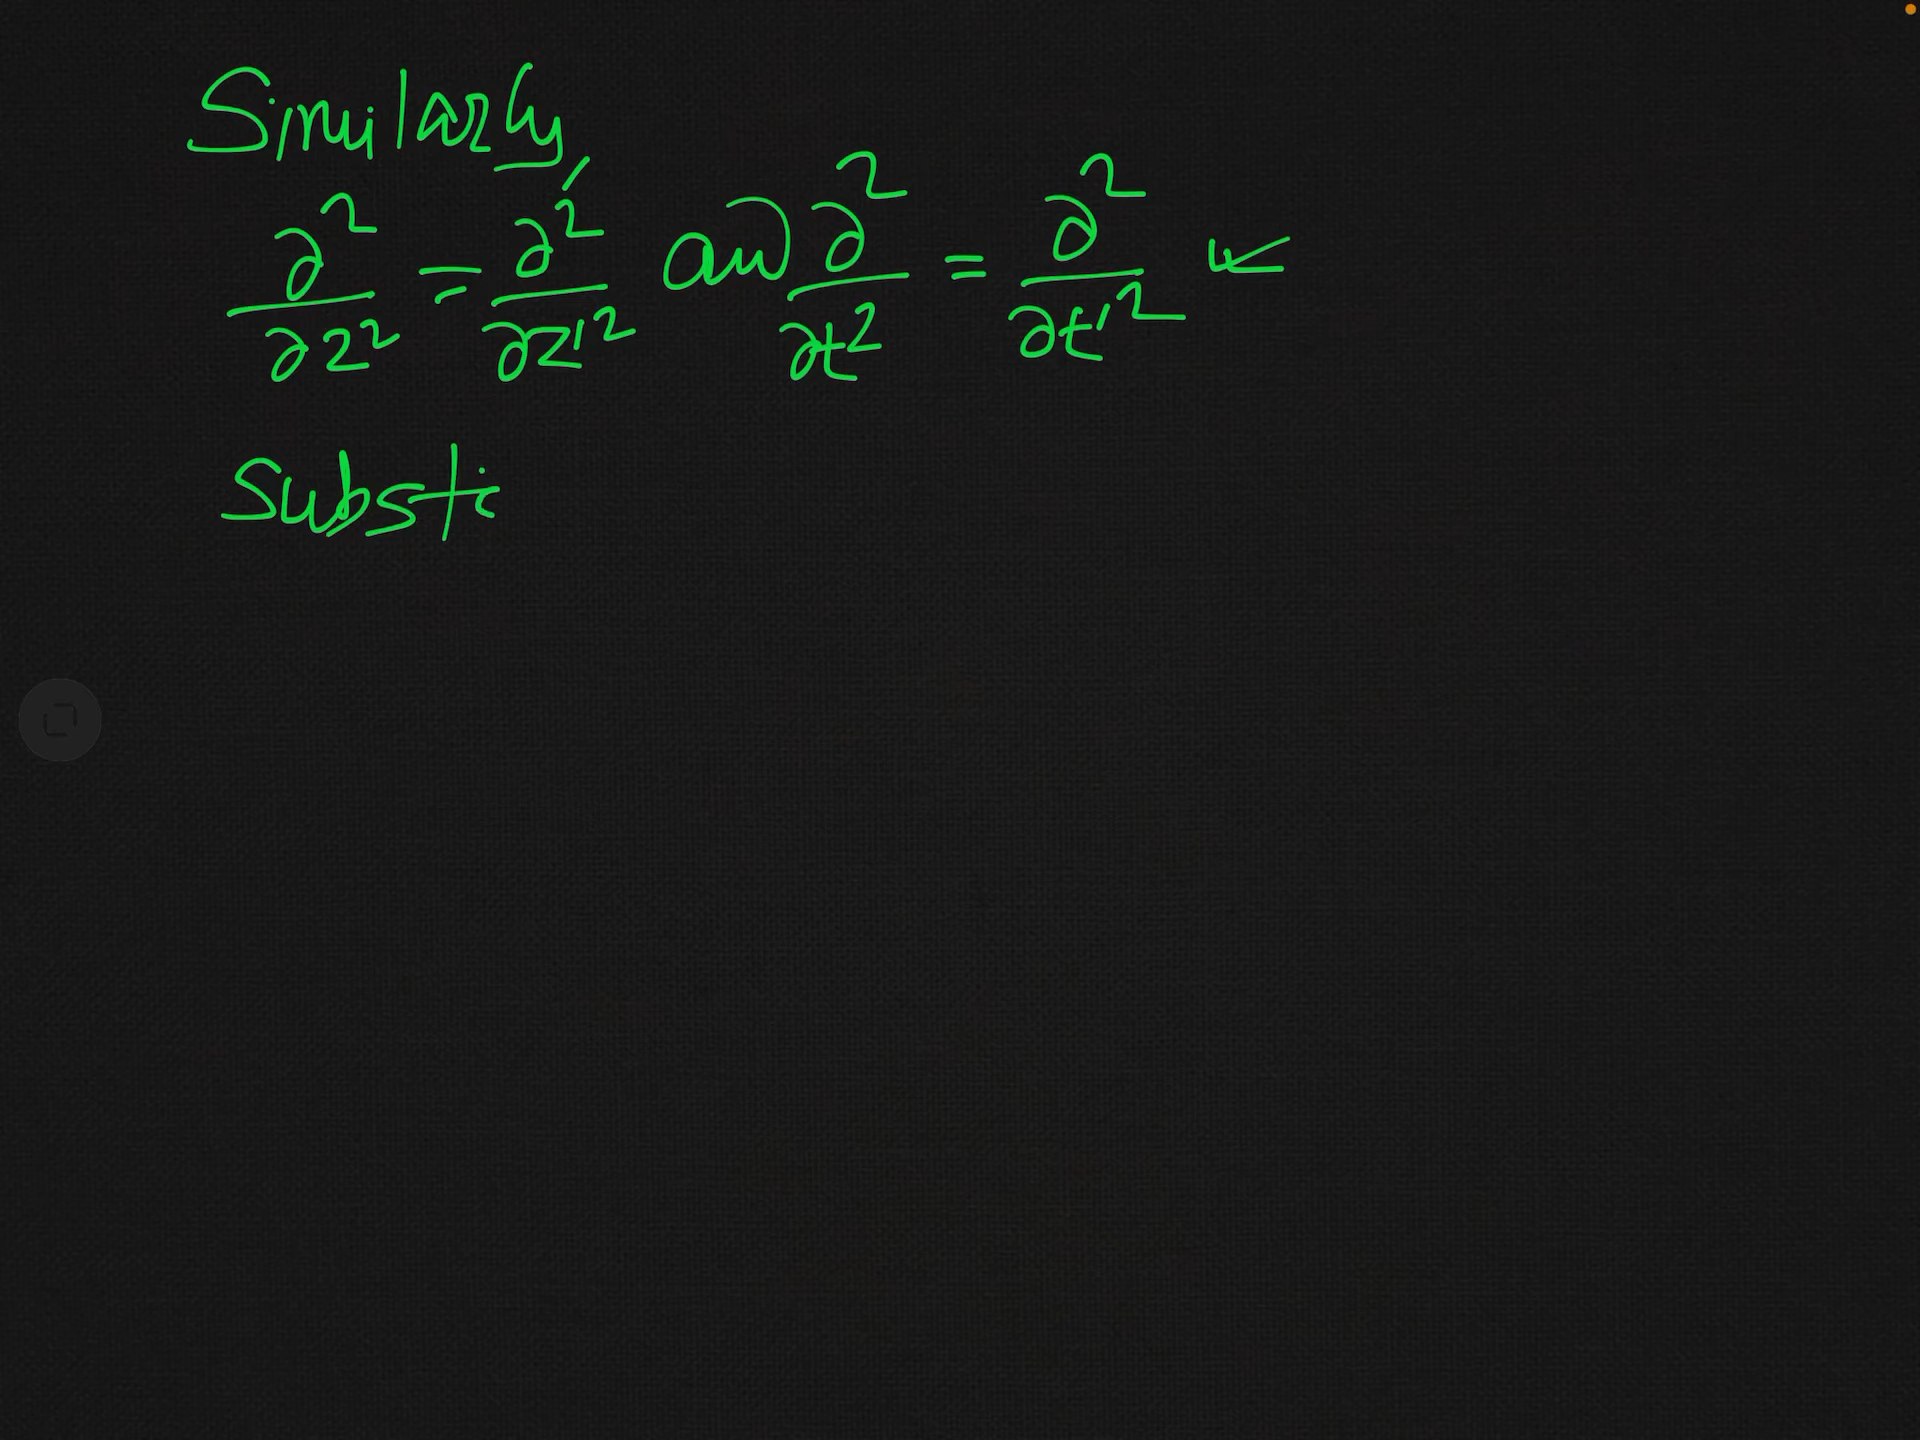 Similarly,
∂²/∂z² = ∂²/∂z'² and ∂²/∂t² = ∂²/∂t'²
Substi